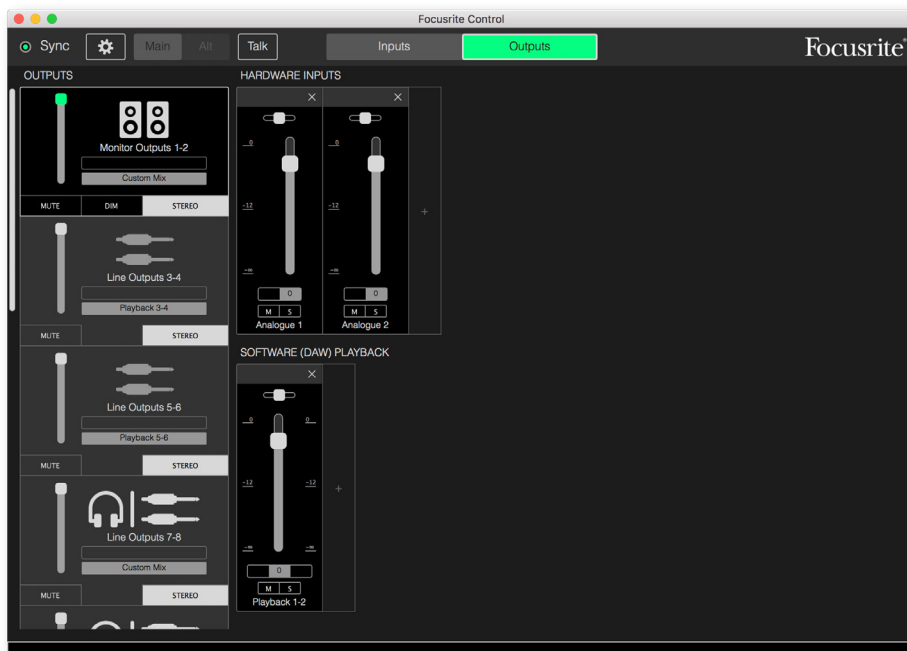 Focusrite Control
Sync
Main
Alt
Talk
Inputs
Outputs
Focusrite®
OUTPUTS
Monitor Outputs 1-2
Custom Mix
MUTE
DIM
STEREO
Line Outputs 3-4
Playback 3-4
MUTE
STEREO
Line Outputs 5-6
Playback 5-6
MUTE
STEREO
Line Outputs 7-8
Custom Mix
MUTE
STEREO
HARDWARE INPUTS
0
-12
-∞
0
M S
Analogue 1
0
-12
-∞
0
M S
Analogue 2
+
SOFTWARE (DAW) PLAYBACK
0 0
-12 -12
-∞ -∞
0
M S
Playback 1-2
+